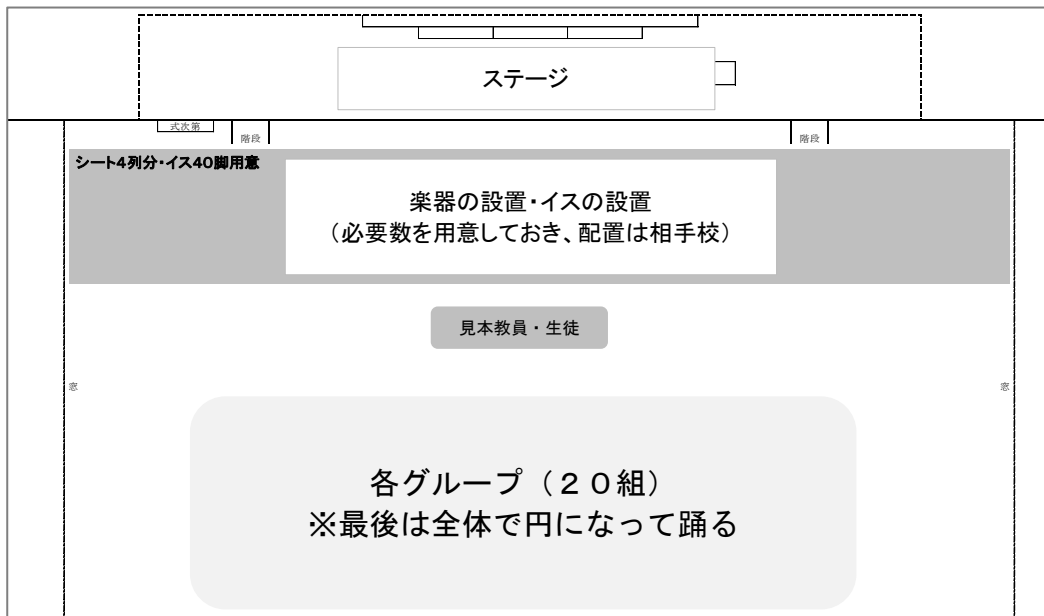 ステージ
式次第
階段
階段
シート4列分・イス40脚用意
楽器の設置・イスの設置
（必要数を用意しておき、配置は相手校）
見本教員・生徒
窓
窓
各グループ（２０組）
※最後は全体で円になって踊る